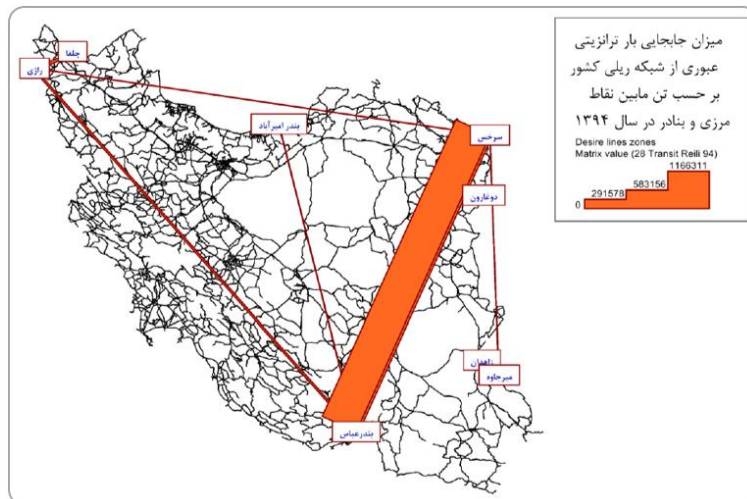 میزان جابجایی بار ترانزیتی
عبوری از شبکه ریلی کشور
بر حسب تن مابین نقاط
مرزی و بنادر در سال ۱۳۹۴
Desire lines zones
Matrix value (28 Transit Reili 94)
1166311
583156
291578
0
جلفا
رازی
بندر امیرآباد
سرخس
دوغارون
زاهدان
میرجاوه
بندرعباس